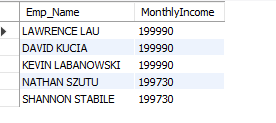 Emp_Name MonthlyIncome
LAWRENCE LAU 199990
DAVID KUCIA 199990
KEVIN LABANOWSKI 199990
NATHAN SZUTU 199730
SHANNON STABILE 199730